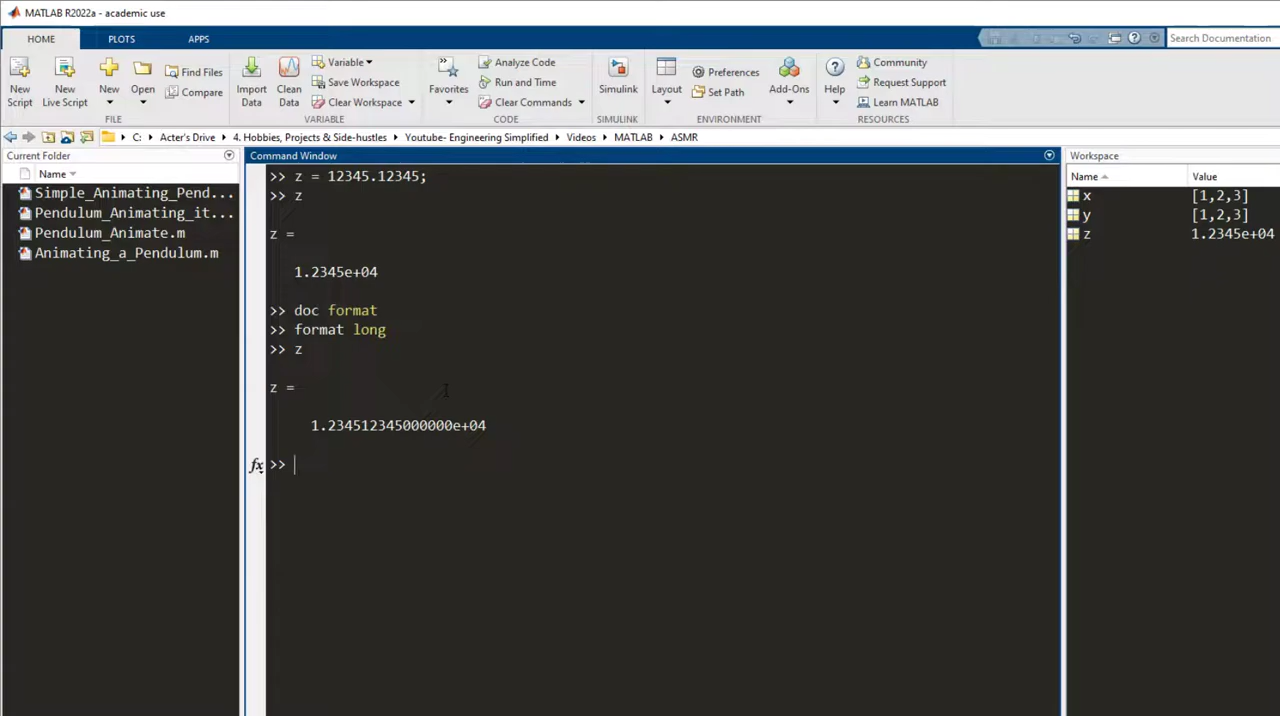 MATLAB R2022a - academic use
HOME PLOTS APPS
Search Documentation
New Script
New Live Script
New
Open
Find Files
Compare
FILE
Import Data
Clean Data
Variable
Save Workspace
Clear Workspace
VARIABLE
Favorites
Analyze Code
Run and Time
Clear Commands
CODE
Simulink
SIMULINK
Layout
Preferences
Set Path
Add-Ons
ENVIRONMENT
Help
Community
Request Support
Learn MATLAB
RESOURCES
C: Acter's Drive 4. Hobbies, Projects & Side-hustles Youtube- Engineering Simplified Videos MATLAB ASMR
Current Folder
Name
Simple_Animating_Pend...
Pendulum_Animating_it...
Pendulum_Animate.m
Animating_a_Pendulum.m
Command Window
>> z = 12345.12345;
>> z
z =
1.2345e+04
>> doc format
>> format long
>> z
z =
1.234512345000000e+04
fx >>
Workspace
Name Value
x [1,2,3]
y [1,2,3]
z 1.2345e+04